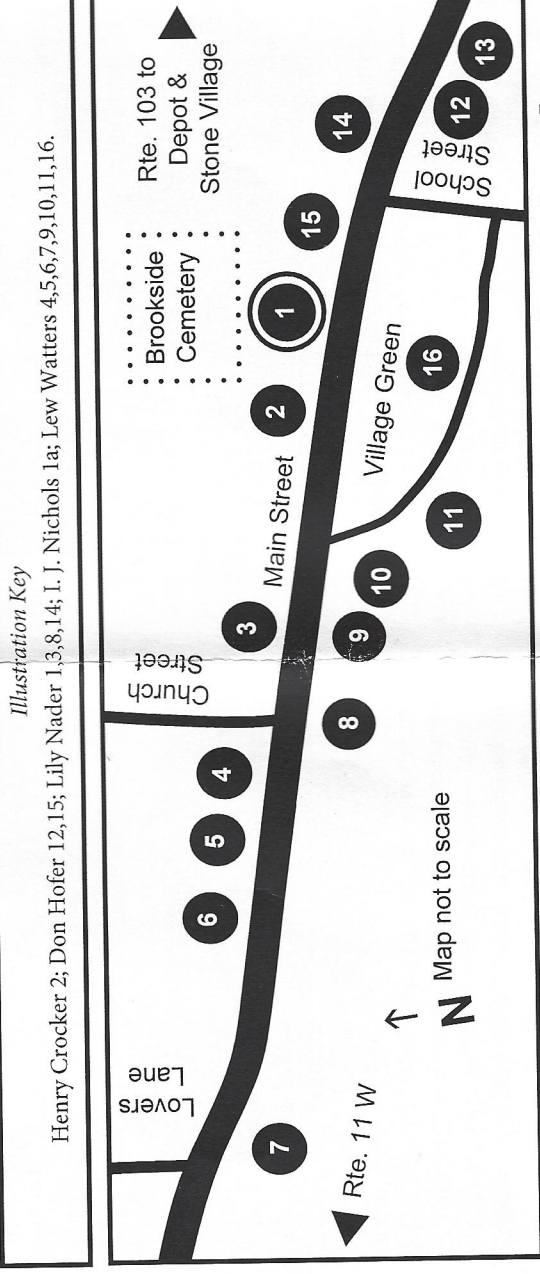 Illustration Key
Henry Crocker 2; Don Hofer 12,15; Lily Nader 1,3,8,14; I. J. Nichols 1a; Lew Watters 4,5,6,7,9,10,11,16.
Rte. 103 to
Depot &
Stone Village
Brookside
Cemetery
Church
Street
Lovers
Lane
Main Street
Village Green
School
Street
6
5
4
3
2
1
15
14
7
8
9
10
11
16
12
13
Rte. 11 W
N
Map not to scale